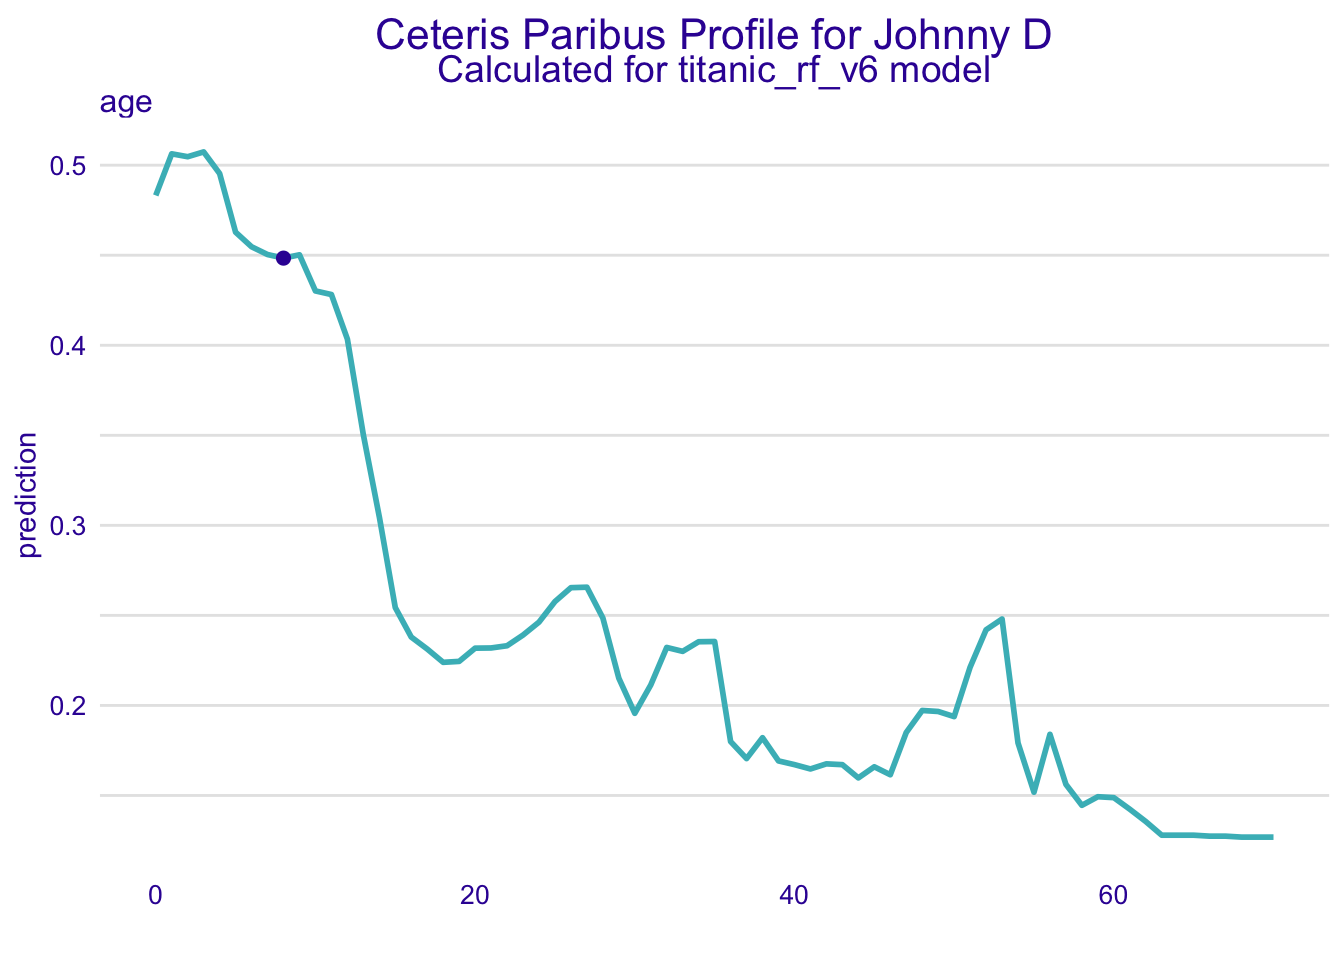 Ceteris Paribus Profile for Johnny D
Calculated for titanic_rf_v6 model
age
0.5
0.4
0.3
0.2
prediction
0
20
40
60